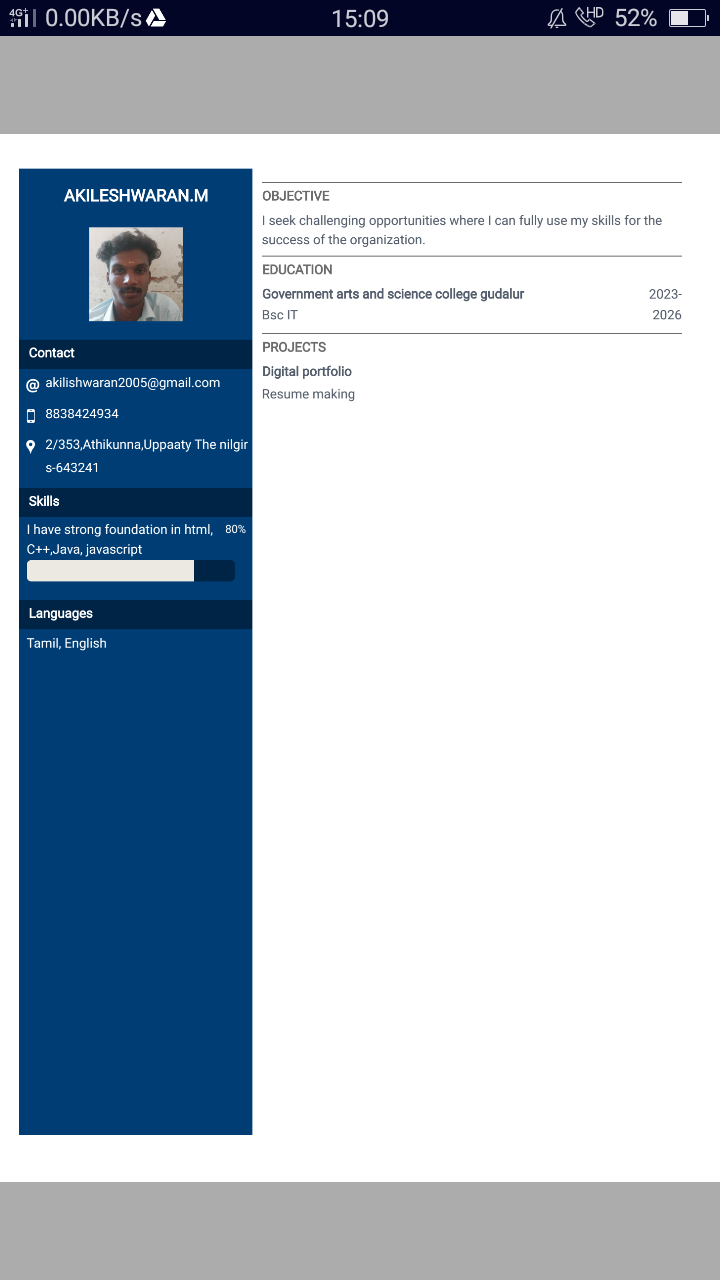 4G+ 0.00KB/s 15:09 HD 52%
AKILESHWARAN.M
Contact
akilishwaran2005@gmail.com
8838424934
2/353,Athikunna,Uppaaty The nilgir
s-643241
Skills
I have strong foundation in html, 80%
C++,Java, javascript
Languages
Tamil, English
OBJECTIVE
I seek challenging opportunities where I can fully use my skills for the
success of the organization.
EDUCATION
Government arts and science college gudalur 2023-
Bsc IT 2026
PROJECTS
Digital portfolio
Resume making